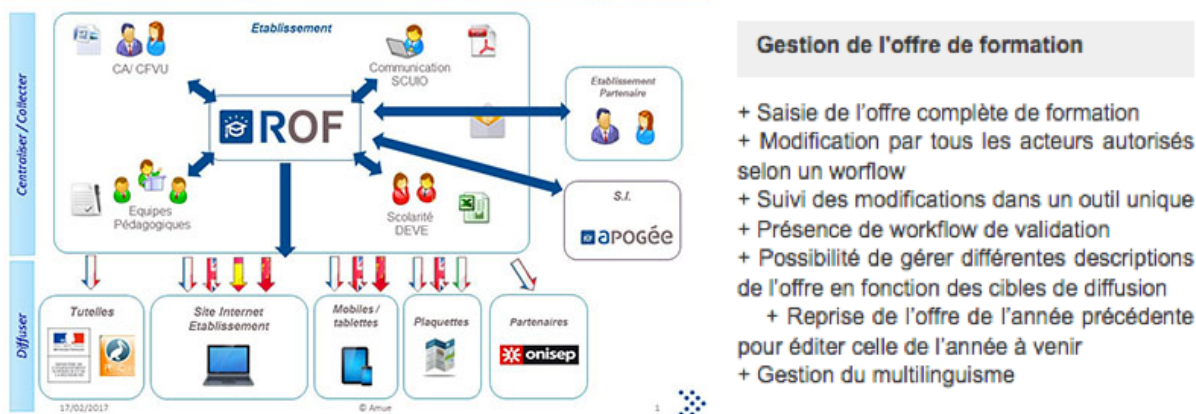 Centraliser / Collecter
Etablissement
CA/ CFVU
Communication
SCUIO
ROF
Equipes
Pédagogiques
Scolarité
DEVE
Etablissement
Partenaire
S.I.
aPOGée
Diffuser
Tutelles
Site Internet
Etablissement
Mobiles /
tablettes
Plaquettes
Partenaires
onisep
17/02/2017
© Amue
1
Gestion de l'offre de formation
+ Saisie de l'offre complète de formation
+ Modification par tous les acteurs autorisés
selon un worflow
+ Suivi des modifications dans un outil unique
+ Présence de workflow de validation
+ Possibilité de gérer différentes descriptions
de l'offre en fonction des cibles de diffusion
+ Reprise de l'offre de l'année précédente
pour éditer celle de l'année à venir
+ Gestion du multilinguisme